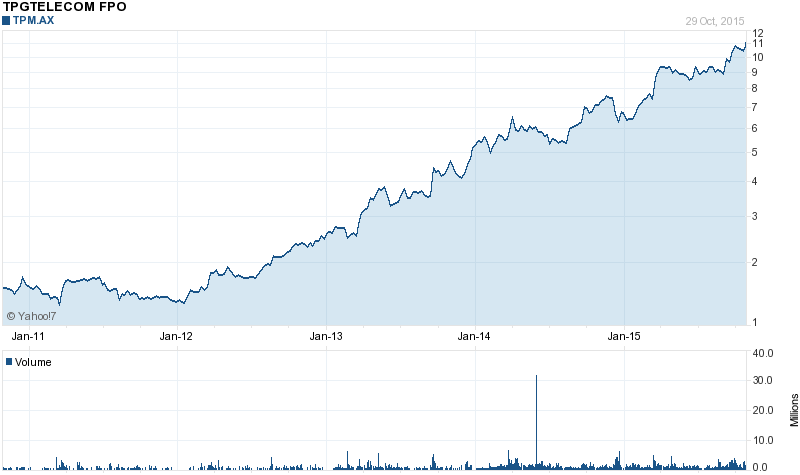 TPGTELECOM FPO
TPM.AX
29 Oct, 2015
12
11
10
9
8
7
6
5
4
3
2
1
© Yahoo!7
Jan-11 Jan-12 Jan-13 Jan-14 Jan-15
Volume
40.0
30.0
20.0
10.0
0.0
Millions